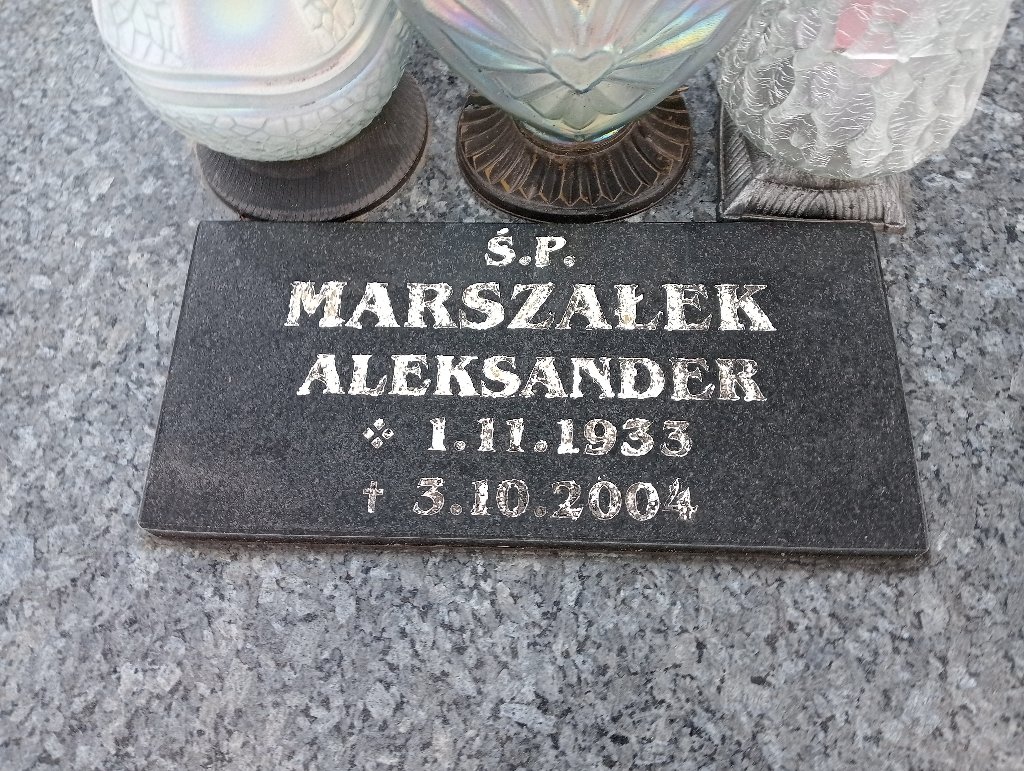 Ś.P.
MARSZAŁEK
ALEKSANDER
1.11.1933
✝ 3.10.2004